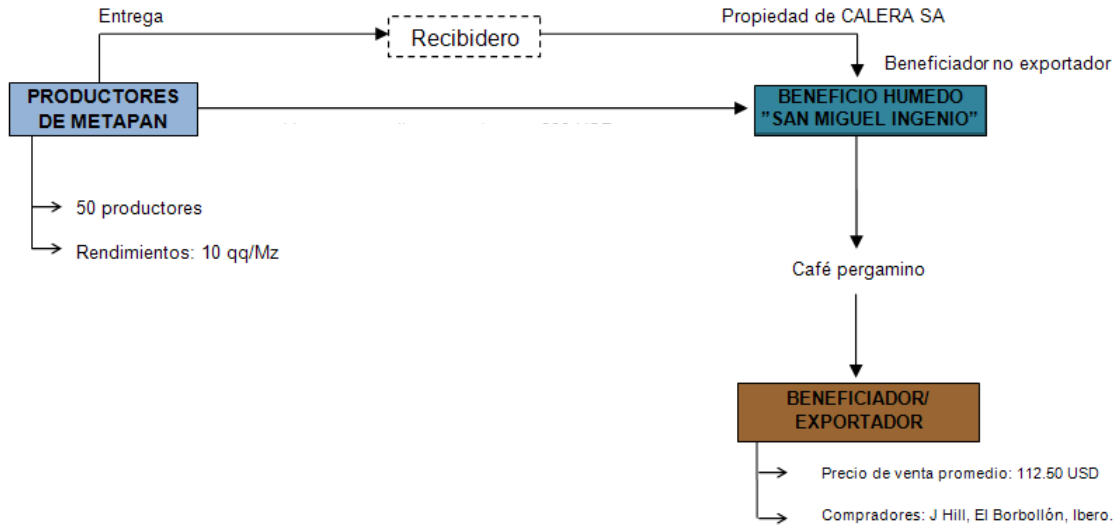 Entrega
Propiedad de CALERA SA
Recibidero
Beneficiador no exportador
PRODUCTORES
DE METAPAN
BENEFICIO HUMEDO
”SAN MIGUEL INGENIO”
50 productores
Rendimientos: 10 qq/Mz
Café pergamino
BENEFICIADOR/
EXPORTADOR
Precio de venta promedio: 112.50 USD
Compradores: J Hill, El Borbollón, Ibero.